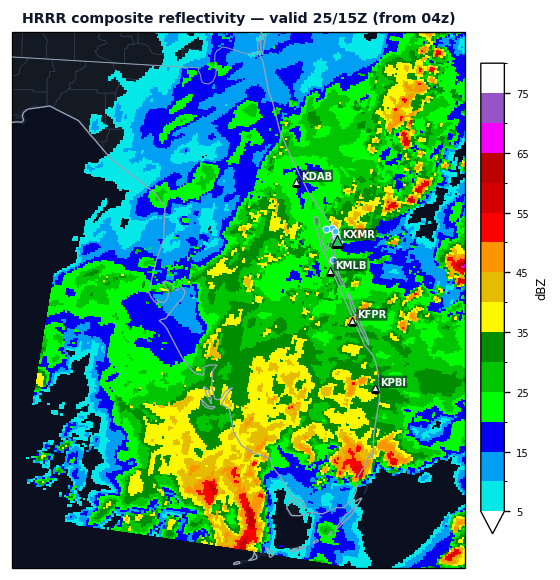 HRRR composite reflectivity — valid 25/15Z (from 04z)
KDAB
KXMR
KMLB
KFPR
KPBI
75
65
55
45
35
25
15
5
dBZ